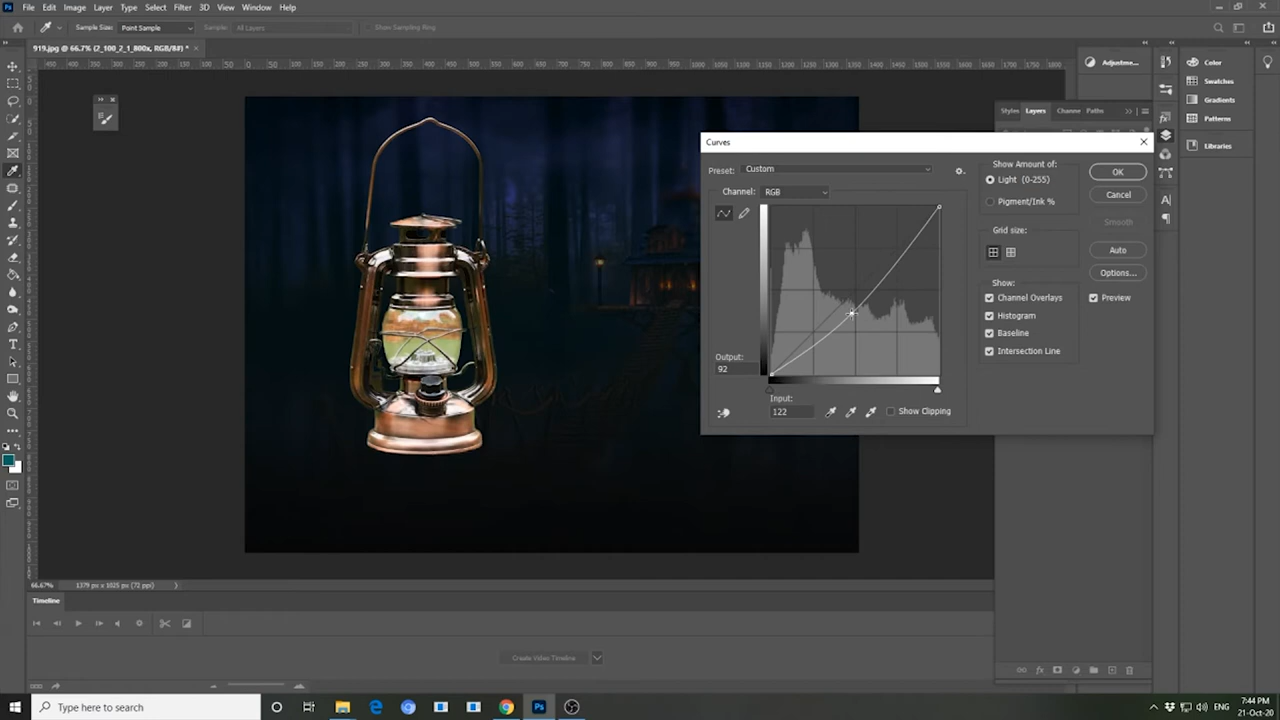 File Edit Image Layer Type Select Filter 3D View Window Help
Sample Size: Point Sample Sample: All Layers Show Sampling Ring
919.jpg @ 66.7% (2_100_2_1_800x, RGB/8#) *
Adjustme...
Color
Swatches
Gradients
Patterns
Libraries
Styles Layers Channe Paths
Curves
Preset: Custom
Channel: RGB
Output:
92
Input:
122
Show Clipping
Show Amount of:
Light (0-255)
Pigment/Ink %
Grid size:
Show:
Channel Overlays
Histogram
Baseline
Intersection Line
OK
Cancel
Smooth
Auto
Options...
Preview
66.67% 1379 px x 1025 px (72 ppi)
Timeline
Create Video Timeline
Type here to search
ENG
7:44 PM
21-Oct-20